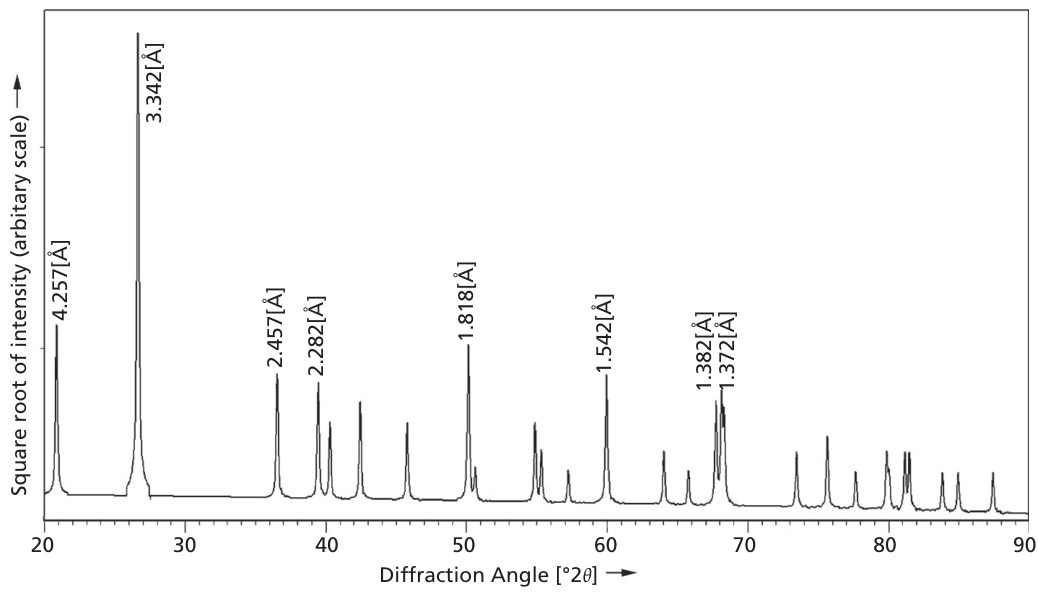 Square root of intensity (arbitary scale)
4.257[Å]
3.342[Å]
2.457[Å]
2.282[Å]
1.818[Å]
1.542[Å]
1.382[Å]
1.372[Å]
20 30 40 50 60 70 80 90
Diffraction Angle [°2θ]